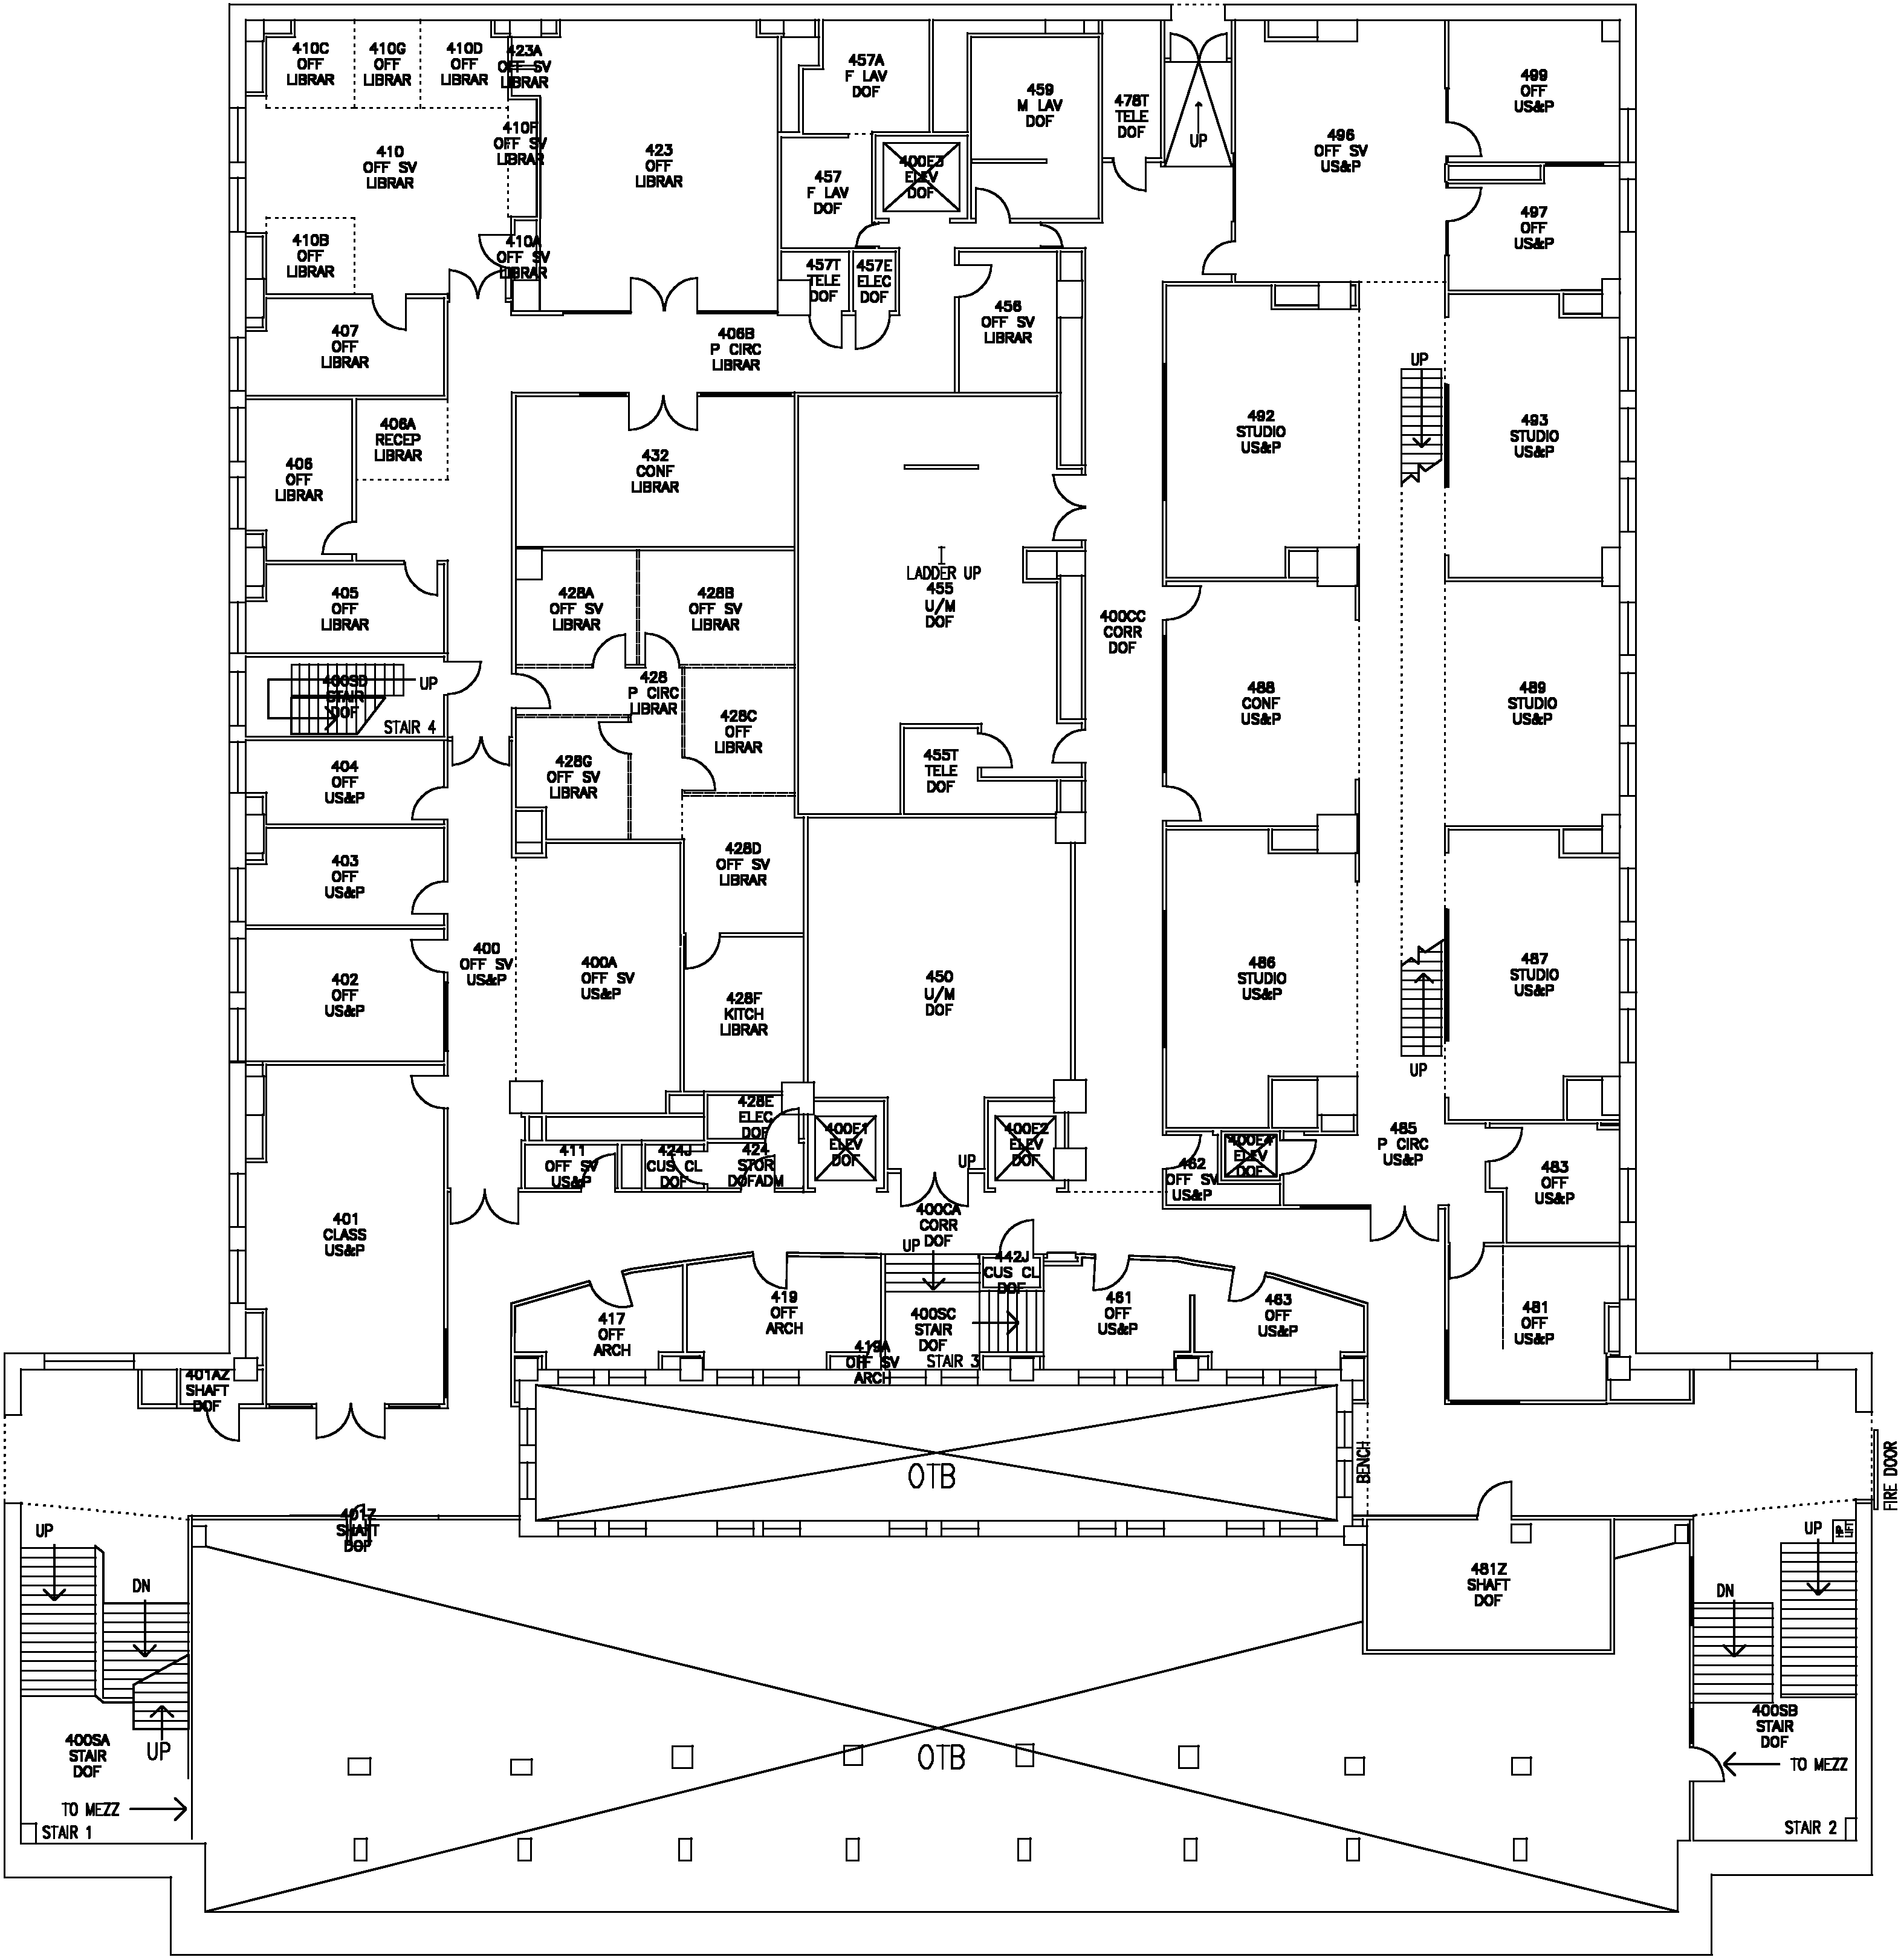 410C
OFF
LIBRAR
410G
OFF
LIBRAR
410D
OFF
LIBRAR
423A
OFF SV
LIBRAR
457A
F LAV
DOF
459
M LAV
DOF
478T
TELE
DOF
UP
499
OFF
US&P
496
OFF SV
US&P
410
OFF SV
LIBRAR
410F
OFF SV
LIBRAR
423
OFF
LIBRAR
457
F LAV
DOF
400E3
ELEV
DOF
497
OFF
US&P
410B
OFF
LIBRAR
410A
OFF SV
LIBRAR
457T
TELE
DOF
457E
ELEC
DOF
456
OFF SV
LIBRAR
407
OFF
LIBRAR
406B
P CIRC
LIBRAR
UP
406A
RECEP
LIBRAR
406
OFF
LIBRAR
432
CONF
LIBRAR
492
STUDIO
US&P
493
STUDIO
US&P
405
OFF
LIBRAR
428A
OFF SV
LIBRAR
428B
OFF SV
LIBRAR
LADDER UP
455
U/M
DOF
400CC
CORR
DOF
400SD
STAIR
DOF
UP
STAIR 4
428
P CIRC
LIBRAR
428C
OFF
LIBRAR
488
CONF
US&P
489
STUDIO
US&P
404
OFF
US&P
428G
OFF SV
LIBRAR
455T
TELE
DOF
403
OFF
US&P
428D
OFF SV
LIBRAR
402
OFF
US&P
400
OFF SV
US&P
400A
OFF SV
US&P
428F
KITCH
LIBRAR
450
U/M
DOF
486
STUDIO
US&P
487
STUDIO
US&P
UP
428E
ELEC
DOF
400E1
ELEV
DOF
400E2
ELEV
DOF
UP
411
OFF SV
US&P
424J
CUS CL
DOF
424
STOR
DOFADM
482
OFF SV
US&P
400E4
ELEV
DOF
485
P CIRC
US&P
483
OFF
US&P
401
CLASS
US&P
400CA
CORR
DOF
UP
442J
CUS CL
DOF
417
OFF
ARCH
419
OFF
ARCH
400SC
STAIR
DOF
STAIR 3
419A
OFF SV
ARCH
461
OFF
US&P
463
OFF
US&P
481
OFF
US&P
401AZ
SHAFT
DOF
OTB
BENCH
FIRE DOOR
401Z
SHAFT
DOF
UP
DN
UP
400SA
STAIR
DOF
TO MEZZ
STAIR 1
OTB
481Z
SHAFT
DOF
UP
DN
400SB
STAIR
DOF
TO MEZZ
STAIR 2